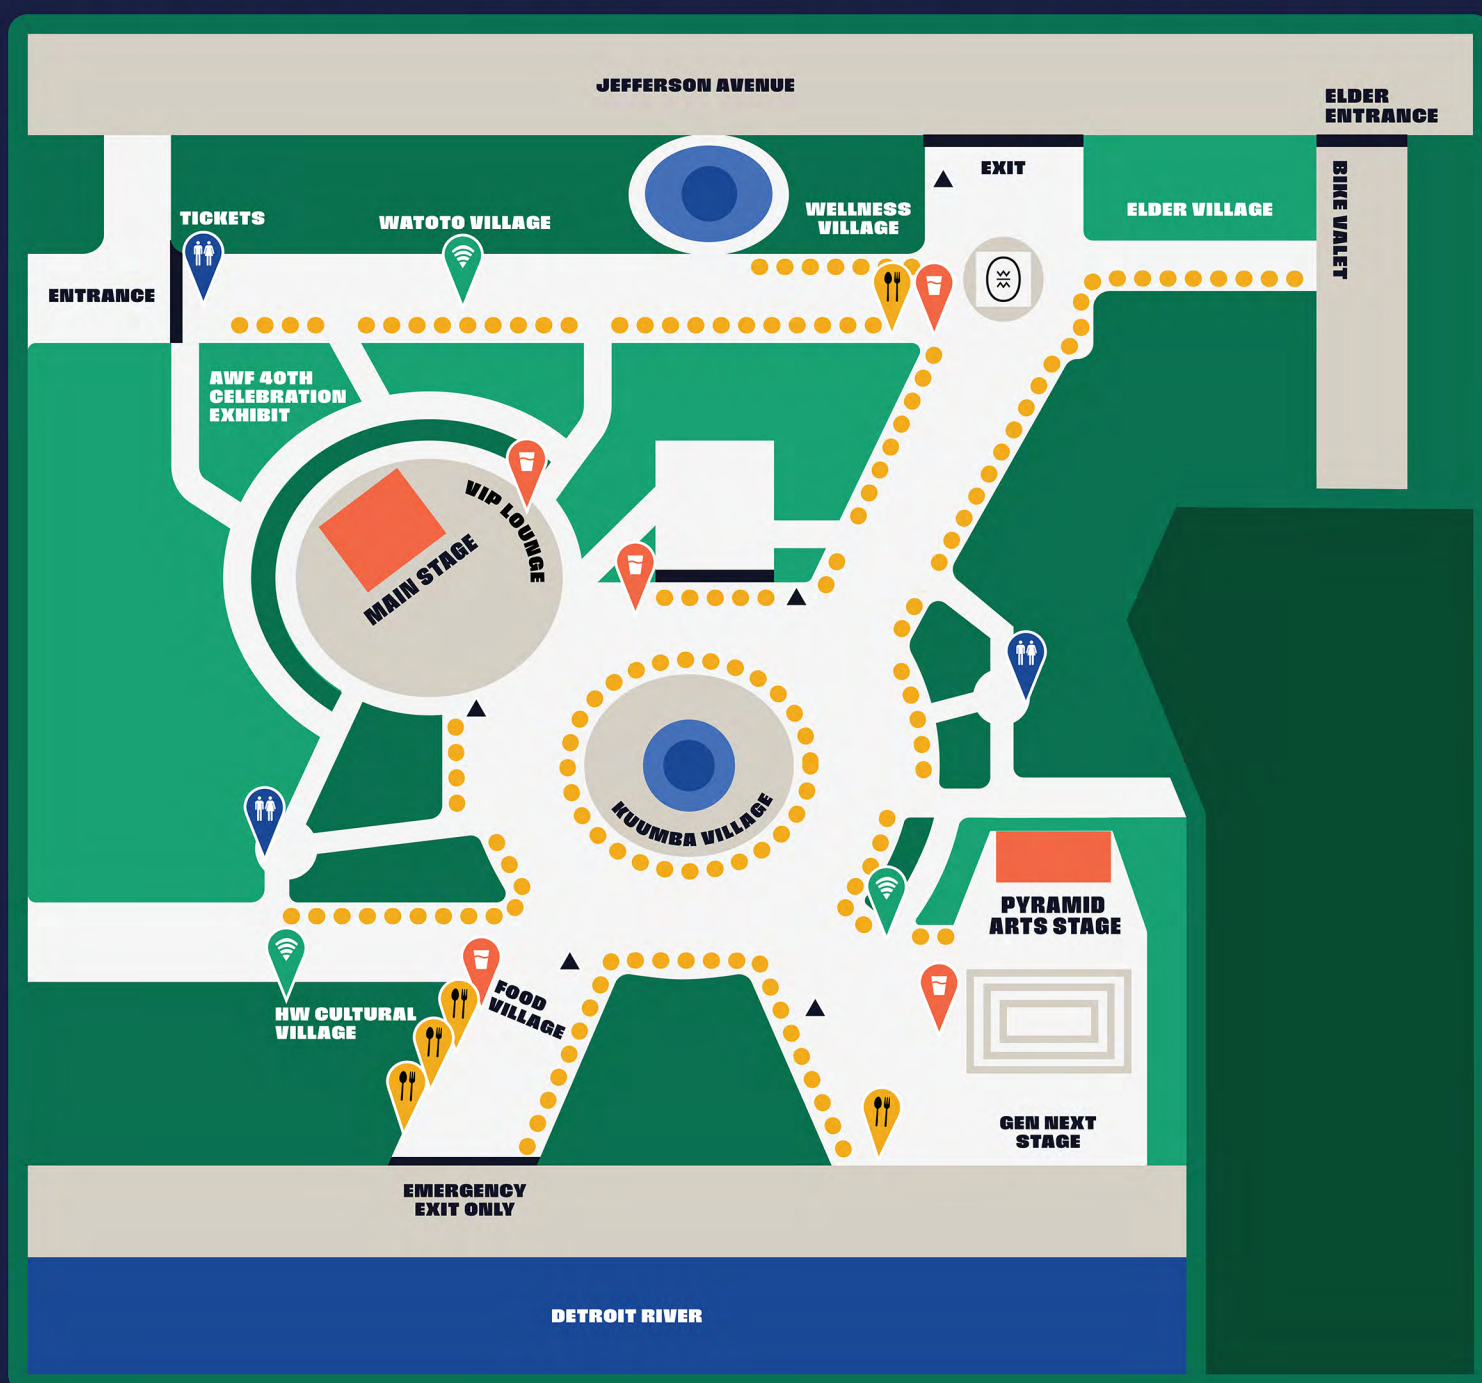 JEFFERSON AVENUE
ELDER
ENTRANCE
EXIT
BIKE VALET
TICKETS
WATOTO VILLAGE
WELLNESS
VILLAGE
ELDER VILLAGE
ENTRANCE
AWF 40TH
CELEBRATION
EXHIBIT
VIP LOUNGE
MAIN STAGE
KUUMBA VILLAGE
PYRAMID
ARTS STAGE
FOOD
VILLAGE
HW CULTURAL
VILLAGE
GEN NEXT
STAGE
EMERGENCY
EXIT ONLY
DETROIT RIVER